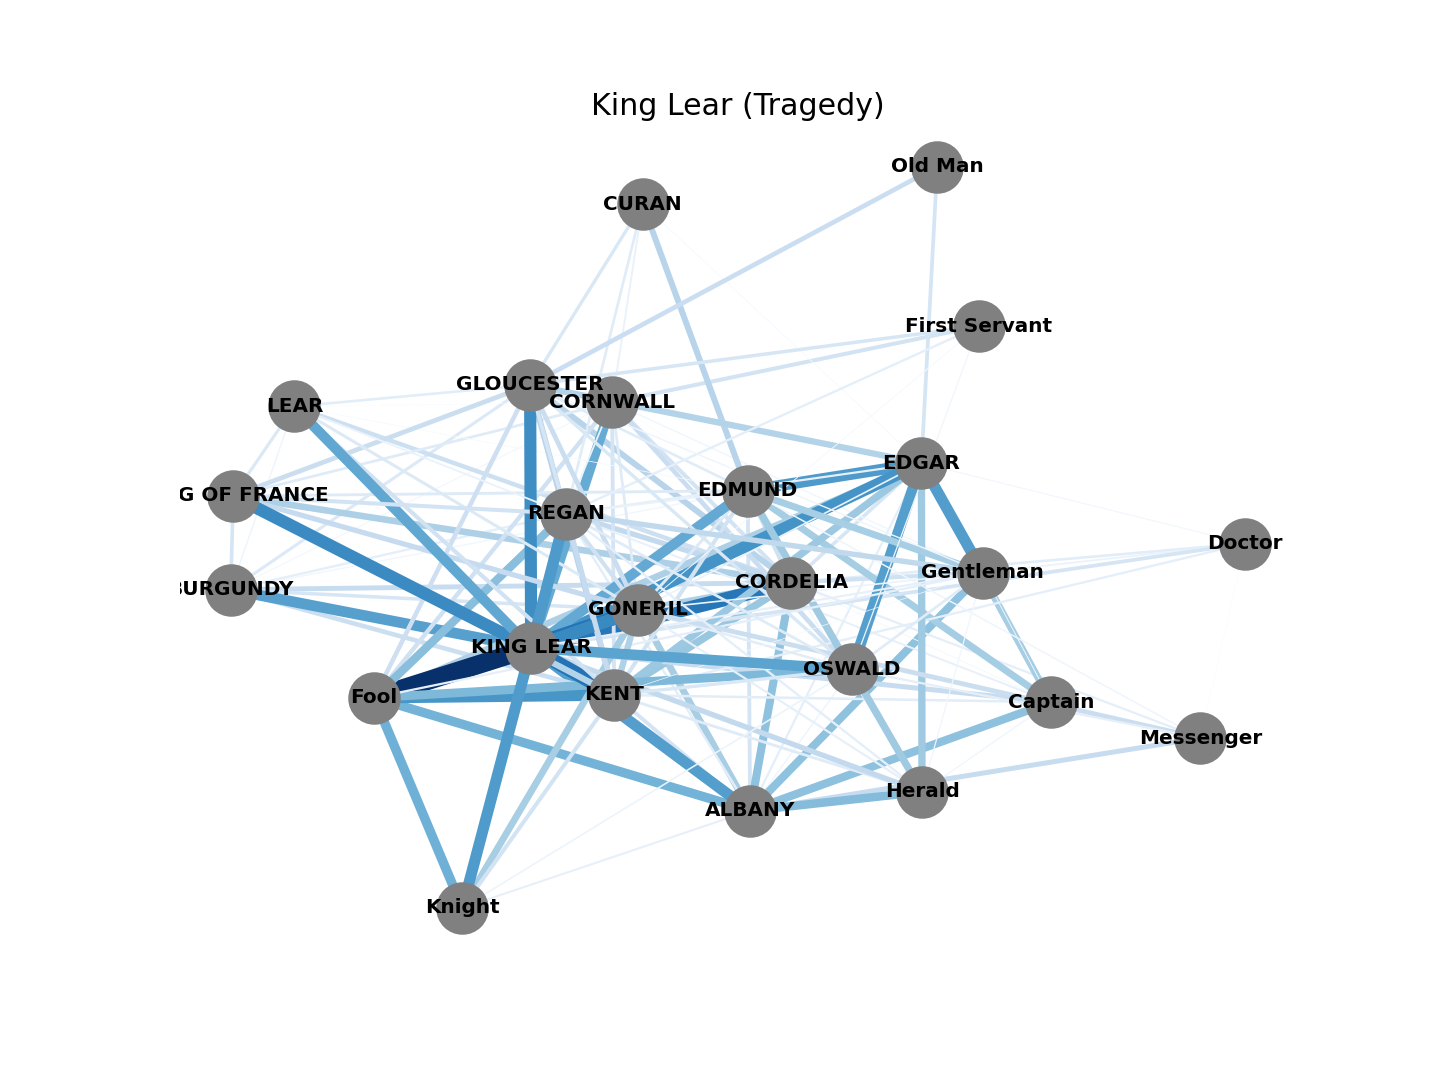 King Lear (Tragedy)
Old Man
CURAN
First Servant
GLOUCESTER
CORNWALL
LEAR
EDGAR
EDMUND
G OF FRANCE
REGAN
Doctor
Gentleman
CORDELIA
BURGUNDY
GONERIL
KING LEAR
OSWALD
KENT
Fool
Captain
Messenger
Herald
ALBANY
Knight